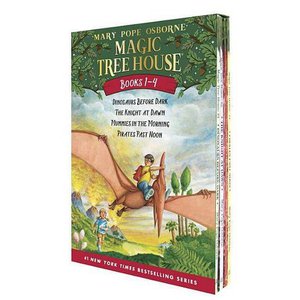 MARY POPE OSBORNE
MAGIC
TREE HOUSE
BOOKS 1–4
DINOSAURS BEFORE DARK
THE KNIGHT AT DAWN
MUMMIES IN THE MORNING
PIRATES PAST NOON
#1 NEW YORK TIMES BESTSELLING SERIES